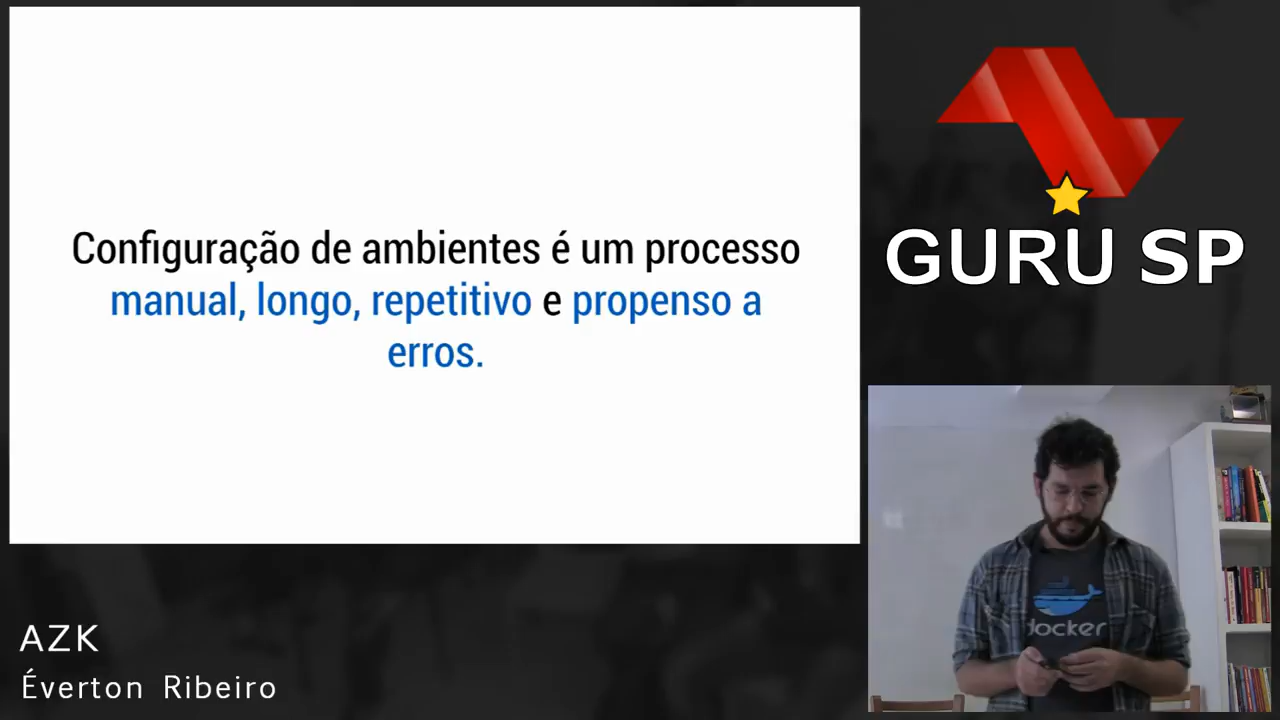 Configuração de ambientes é um processo
manual, longo, repetitivo e propenso a
erros.
GURU SP
docker
AZK
Éverton Ribeiro